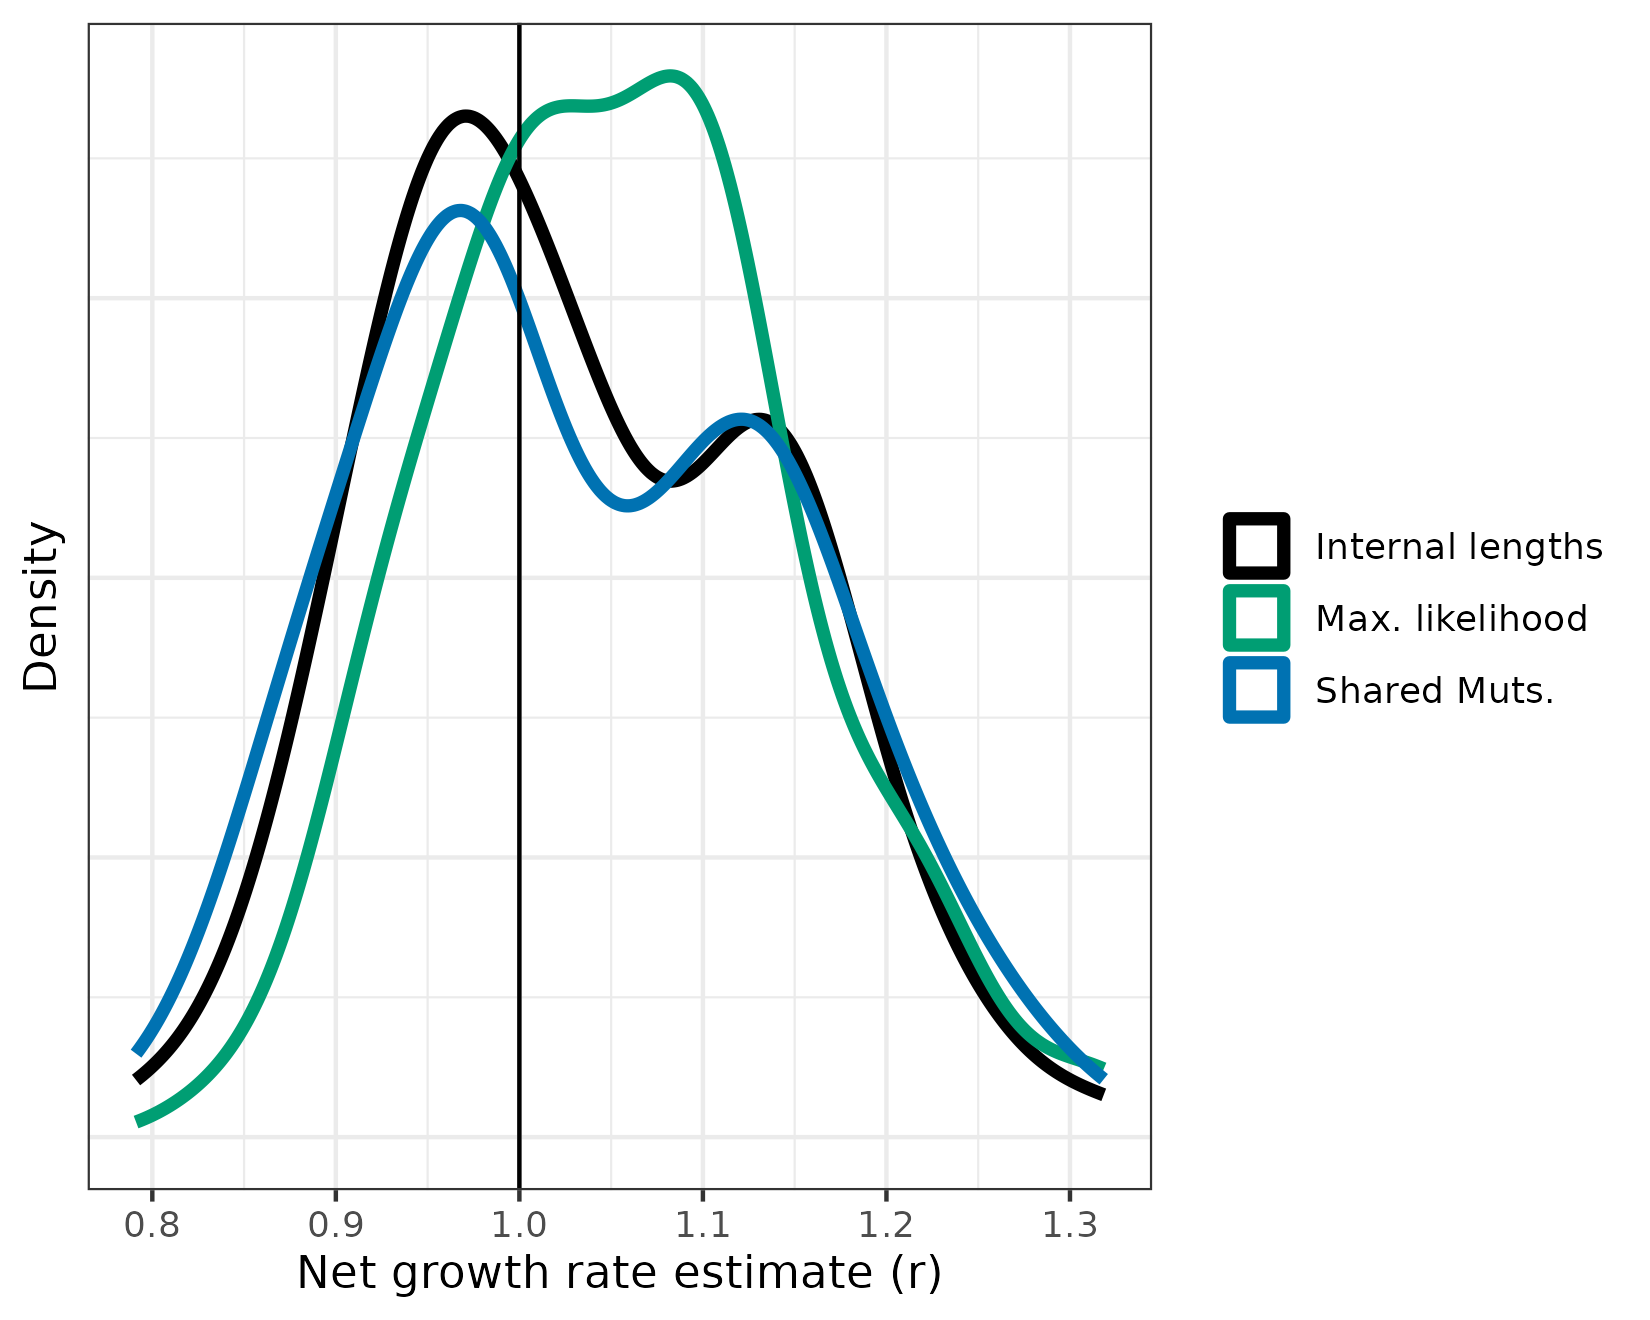 Density
Internal lengths
Max. likelihood
Shared Muts.
0.8 0.9 1.0 1.1 1.2 1.3
Net growth rate estimate (r)